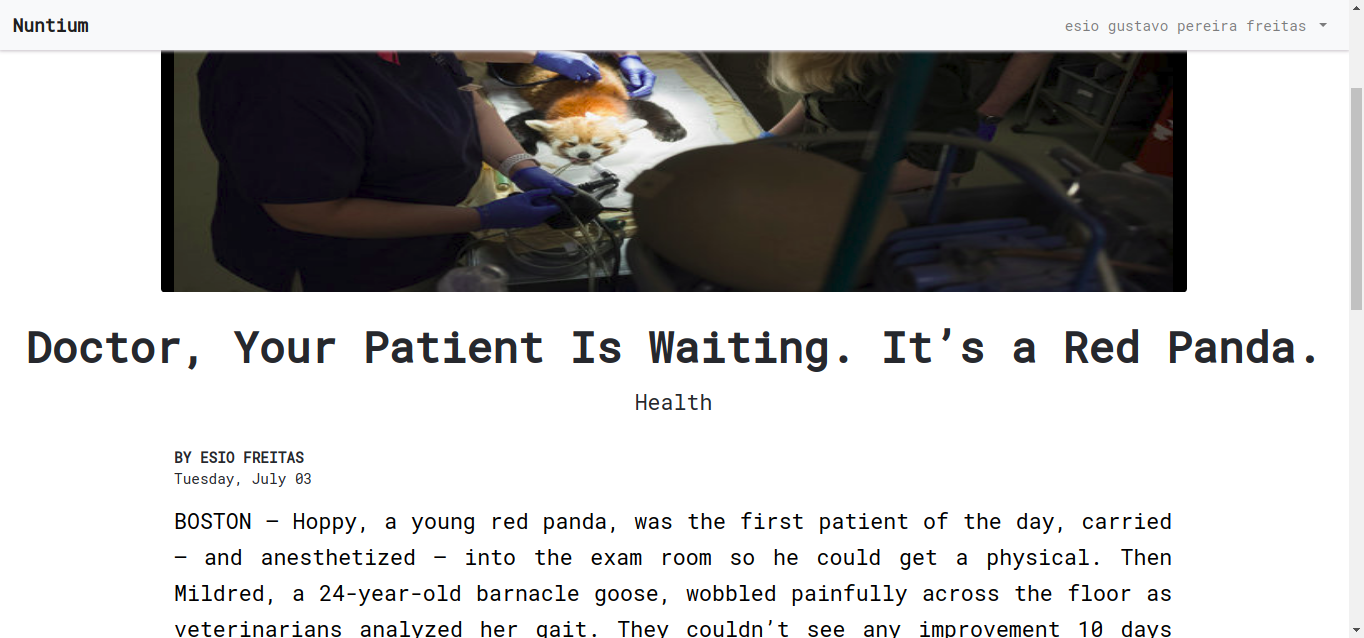 Nuntium
esio gustavo pereira freitas
Doctor, Your Patient Is Waiting. It’s a Red Panda.
Health
BY ESIO FREITAS
Tuesday, July 03
BOSTON — Hoppy, a young red panda, was the first patient of the day, carried
— and anesthetized — into the exam room so he could get a physical. Then
Mildred, a 24-year-old barnacle goose, wobbled painfully across the floor as
veterinarians analyzed her gait. They couldn’t see any improvement 10 days